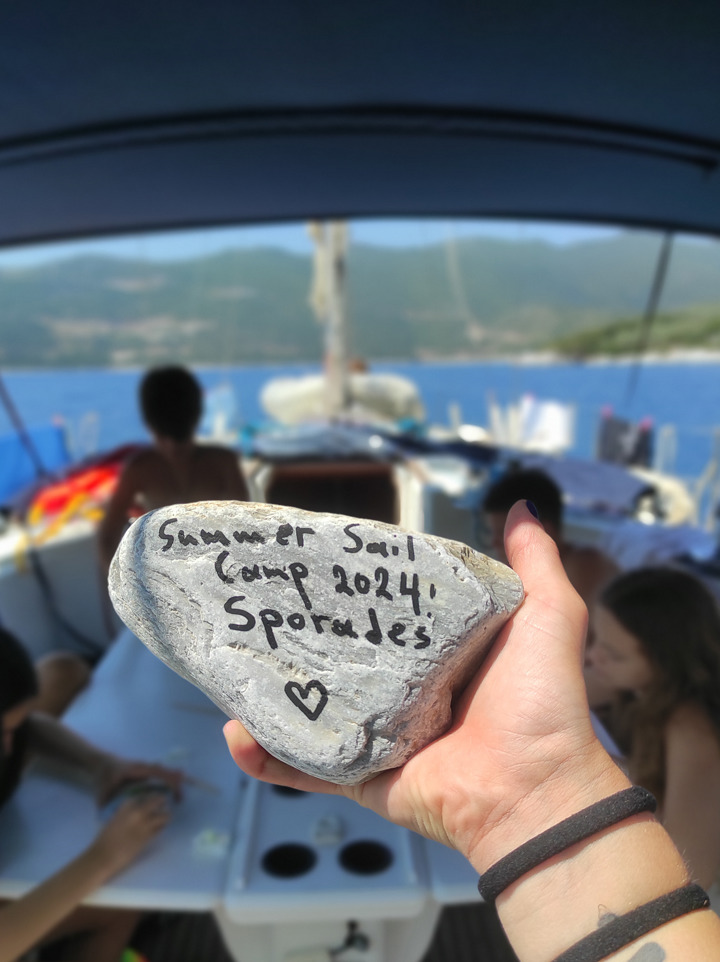 Summer Sail
Camp 2024!
Sporades
♡